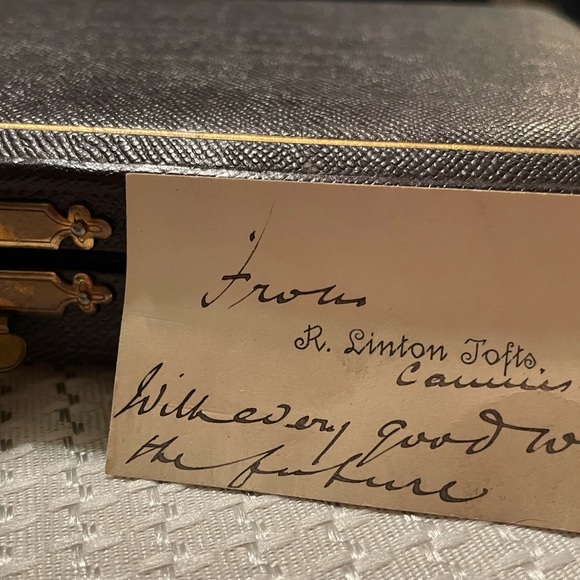 From
R. Linton Tofts,
With every good
the future